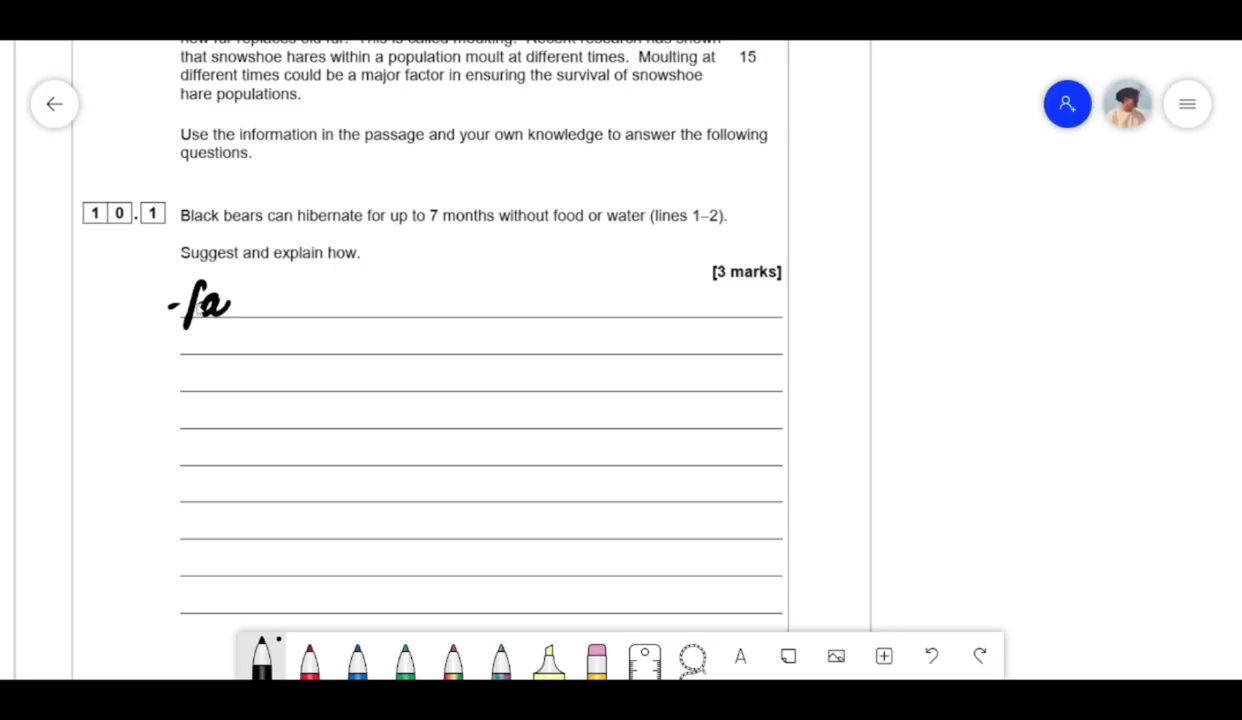 that snowshoe hares within a population moult at different times. Moulting at 15
different times could be a major factor in ensuring the survival of snowshoe
hare populations.
Use the information in the passage and your own knowledge to answer the following
questions.
10.1 Black bears can hibernate for up to 7 months without food or water (lines 1–2).
Suggest and explain how.
[3 marks]
- fa
A